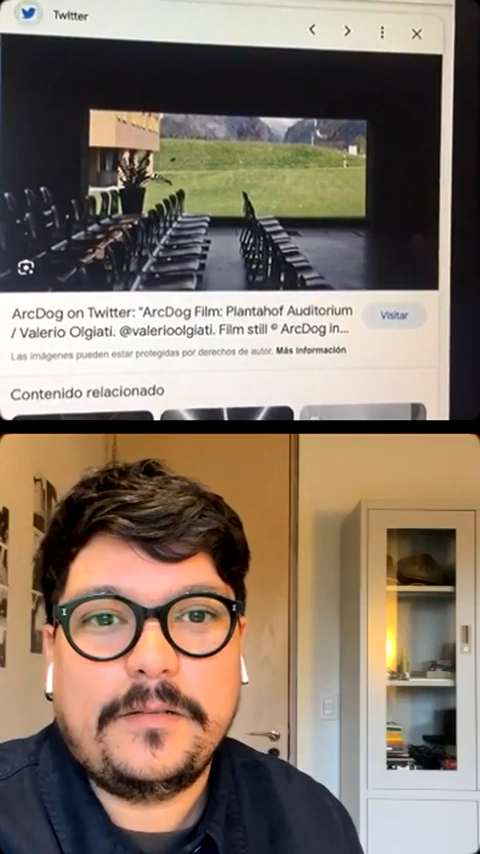 Twitter
ArcDog on Twitter: "ArcDog Film: Plantahof Auditorium
/ Valerio Olgiati. @valerioolgiati. Film still © ArcDog in...
Visitar
Las imágenes pueden estar protegidas por derechos de autor. Más información
Contenido relacionado